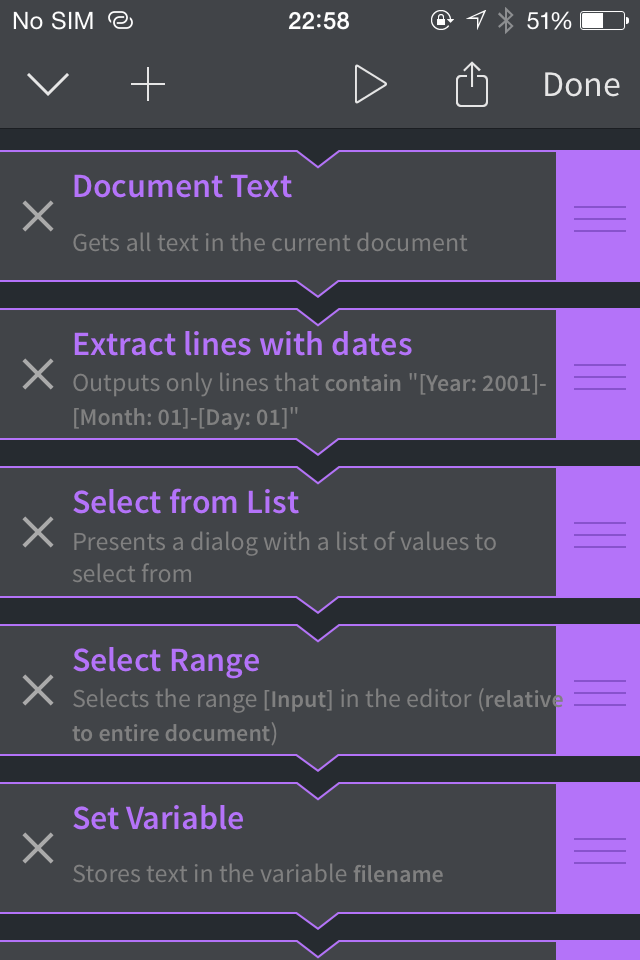 No SIM 22:58 51%
Done
Document Text
Gets all text in the current document
Extract lines with dates
Outputs only lines that contain "[Year: 2001]-
[Month: 01]-[Day: 01]"
Select from List
Presents a dialog with a list of values to
select from
Select Range
Selects the range [Input] in the editor (relative
to entire document)
Set Variable
Stores text in the variable filename